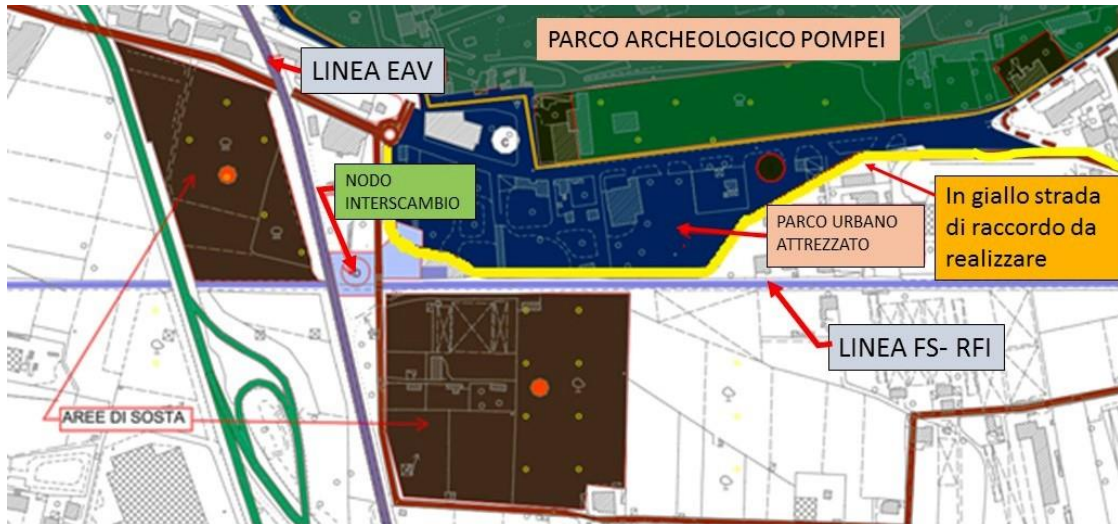 PARCO ARCHEOLOGICO POMPEI
LINEA EAV
C
NODO
INTERSCAMBIO
PARCO URBANO
ATTREZZATO
In giallo strada
di raccordo da
realizzare
LINEA FS- RFI
AREE DI SOSTA